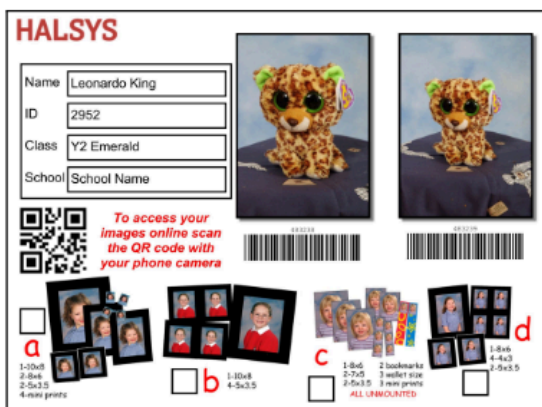 HALSYS
Name Leonardo King
ID 2952
Class Y2 Emerald
School School Name
To access your
images online scan
the QR code with
your phone camera
a
1-10x8
2-8x6
2-5x3.5
4-mini prints
b
1-10x8
4-5x3.5
c
1-8x6
2-7x5
2-5x3.5
2 bookmarks
3 wallet size
3 mini prints
ALL UNMOUNTED
d
1-8x6
4-4x3
2-5x3.5